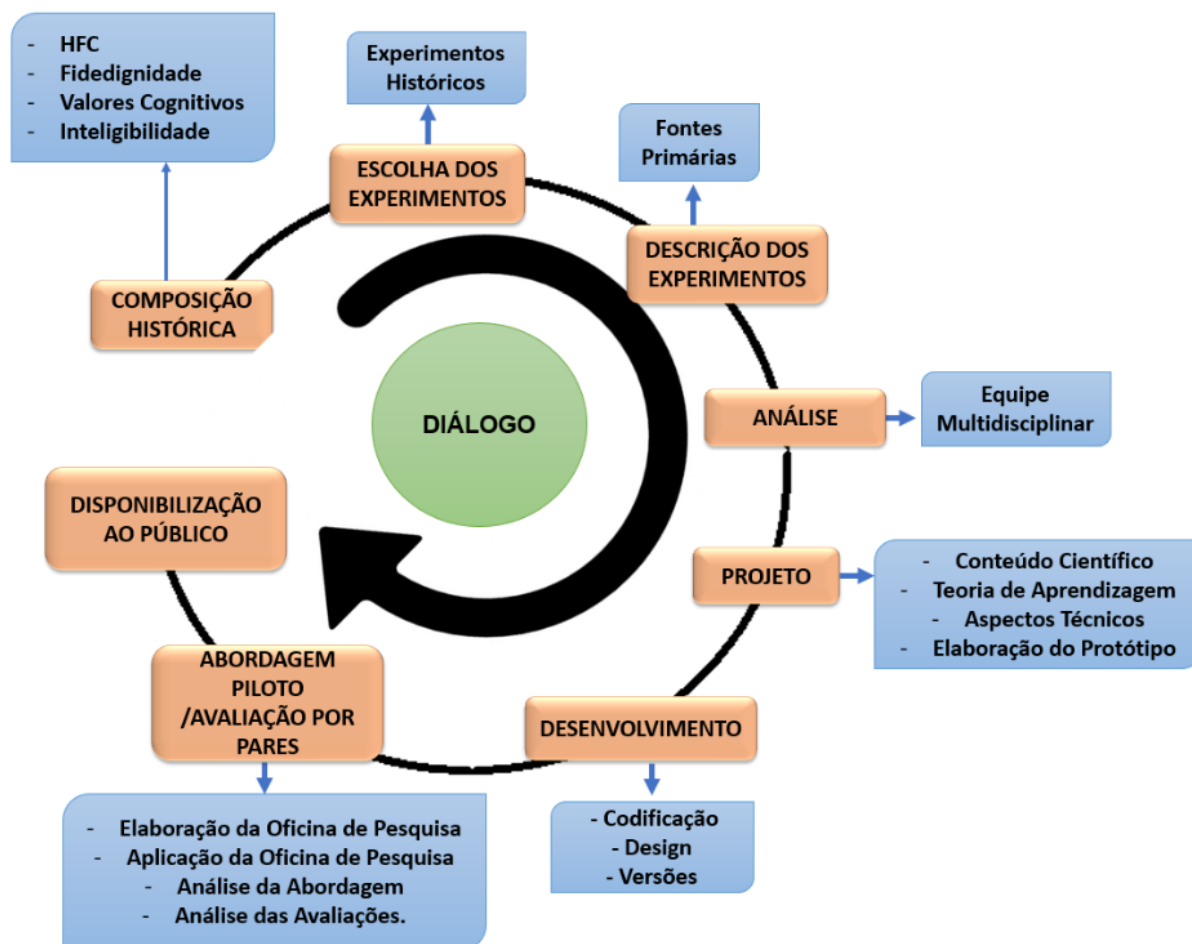 - HFC
- Fidedignidade
- Valores Cognitivos
- Inteligibilidade
COMPOSIÇÃO
HISTÓRICA
Experimentos
Históricos
ESCOLHA DOS
EXPERIMENTOS
Fontes
Primárias
DESCRIÇÃO DOS
EXPERIMENTOS
ANÁLISE
Equipe
Multidisciplinar
DIÁLOGO
PROJETO
- Conteúdo Científico
- Teoria de Aprendizagem
- Aspectos Técnicos
- Elaboração do Protótipo
DESENVOLVIMENTO
- Codificação
- Design
- Versões
ABORDAGEM
PILOTO
/AVALIAÇÃO POR
PARES
- Elaboração da Oficina de Pesquisa
- Aplicação da Oficina de Pesquisa
- Análise da Abordagem
- Análise das Avaliações.
DISPONIBILIZAÇÃO
AO PÚBLICO